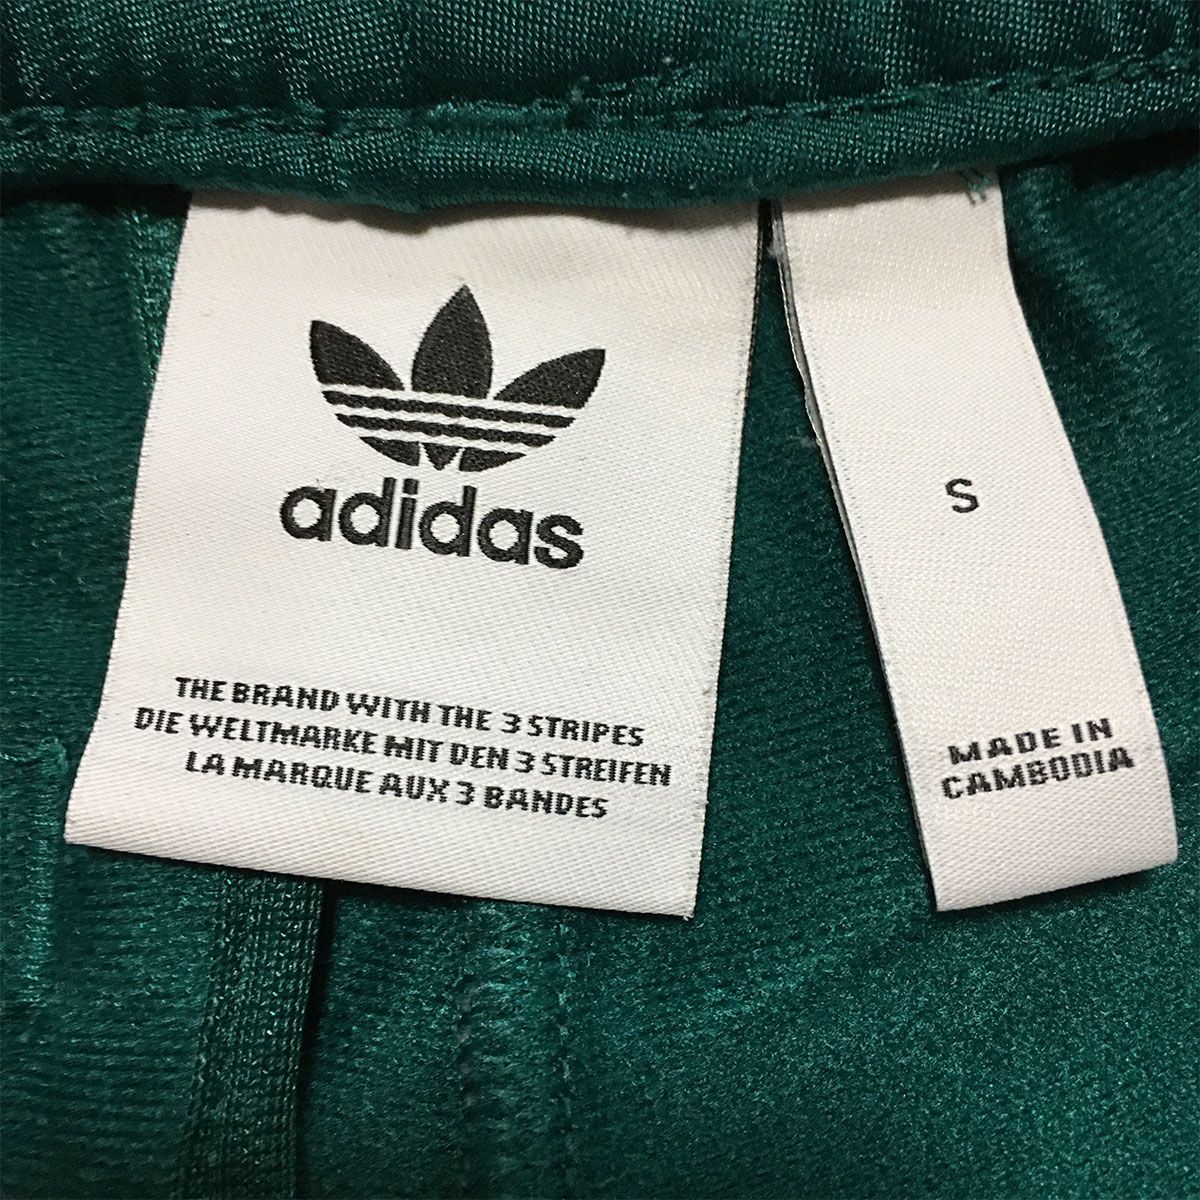 adidas
THE BRAND WITH THE 3 STRIPES
DIE WELTMARKE MIT DEN 3 STREIFEN
LA MARQUE AUX 3 BANDES
S
MADE IN
CAMBODIA